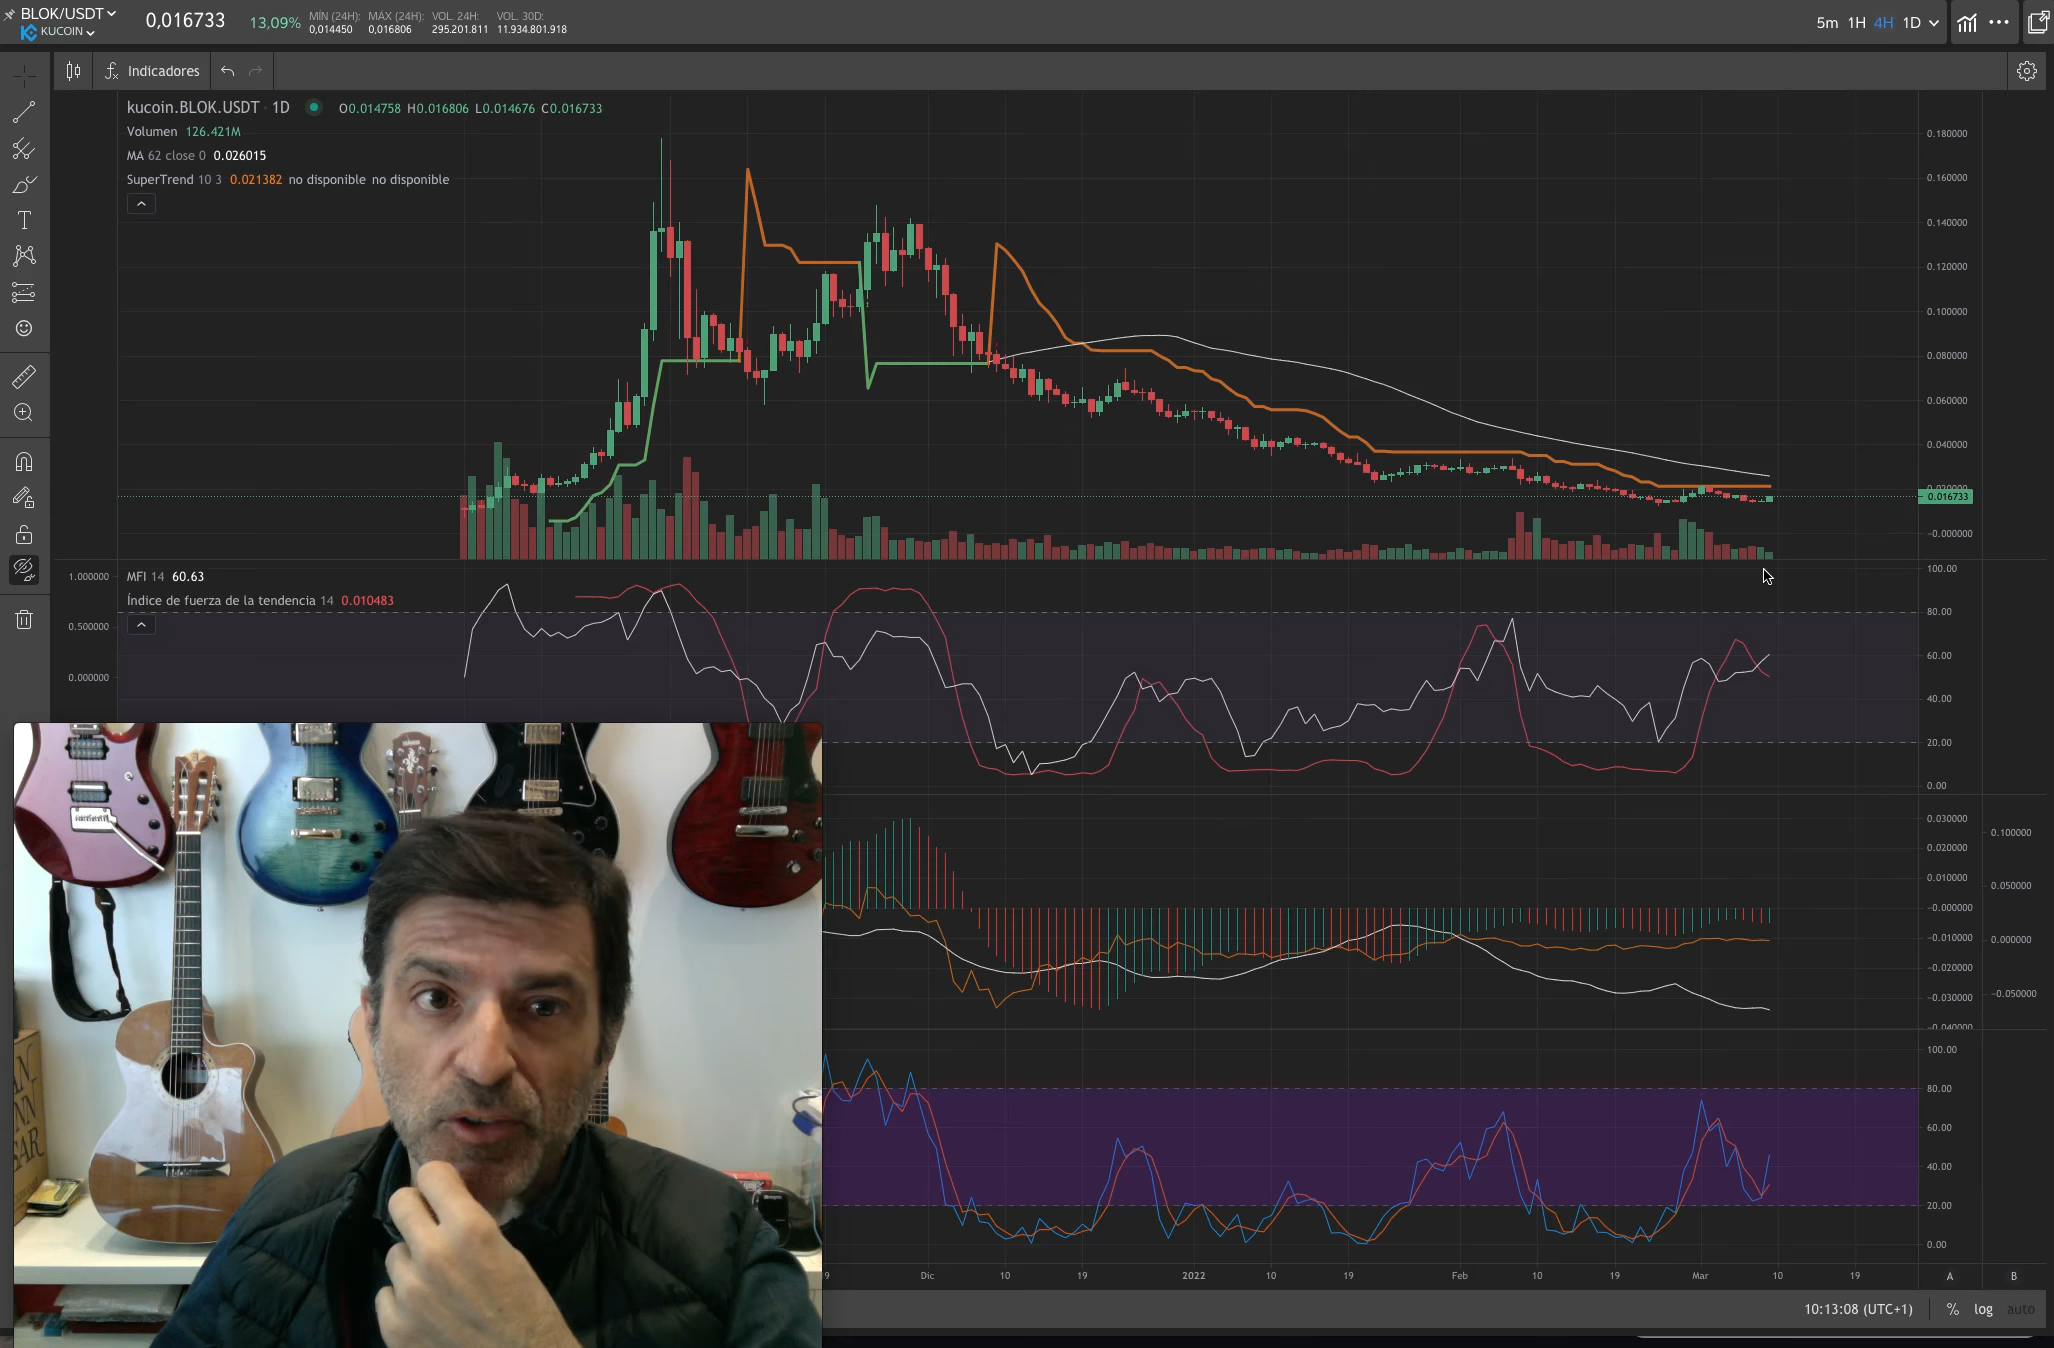 BLOK/USDT
KUCOIN
0,016733
13,09%
MÍN (24H): MÁX (24H): VOL. 24H: VOL. 30D:
0,014450 0,016806 295.201.811 11.934.801.918
5m 1H 4H 1D
Indicadores
kucoin.BLOK.USDT · 1D O0.014758 H0.016806 L0.014676 C0.016733
Volumen 126.421M
MA 62 close 0 0.026015
SuperTrend 10 3 0.021382 no disponible no disponible
0.180000
0.160000
0.140000
0.120000
0.100000
0.080000
0.060000
0.040000
0.020000
0.016733
-0.000000
MFI 14 60.63
Índice de fuerza de la tendencia 14 0.010483
1.000000
0.500000
0.000000
100.00
80.00
60.00
40.00
20.00
0.00
0.030000
0.020000
0.010000
-0.000000
-0.010000
-0.020000
-0.030000
-0.040000
0.100000
0.050000
0.000000
-0.050000
100.00
80.00
60.00
40.00
20.00
0.00
9 Dic 10 19 2022 10 19 Feb 10 19 Mar 10 19 A B
10:13:08 (UTC+1) % log auto